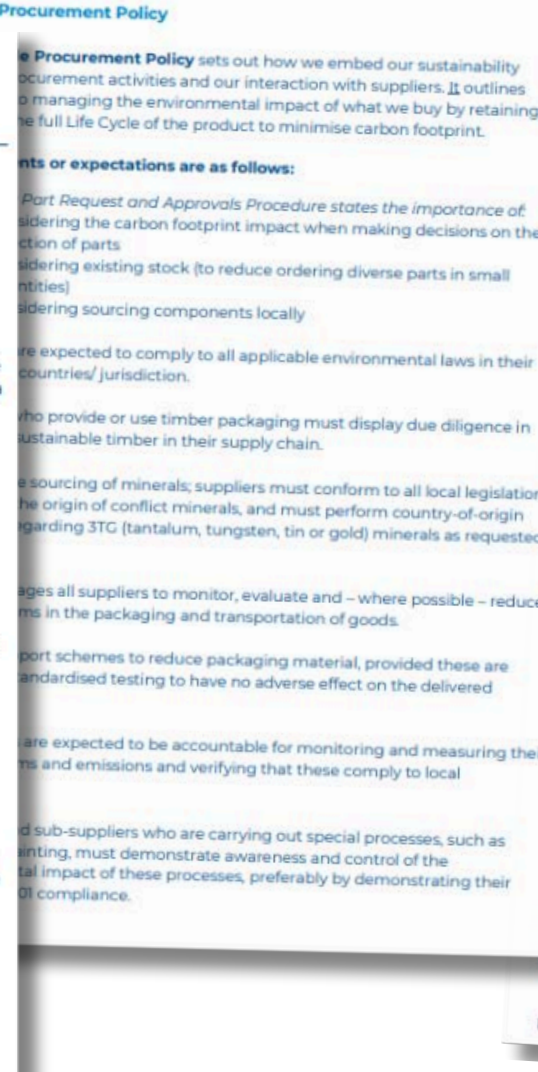 Procurement Policy
e Procurement Policy sets out how we embed our sustainability
ocurement activities and our interaction with suppliers. It outlines
o managing the environmental impact of what we buy by retaining
e full Life Cycle of the product to minimise carbon footprint.
nts or expectations are as follows:
Part Request and Approvals Procedure states the importance of:
sidering the carbon footprint impact when making decisions on the
ction of parts
sidering existing stock (to reduce ordering diverse parts in small
ntities)
sidering sourcing components locally
re expected to comply to all applicable environmental laws in their
countries/ jurisdiction.
ho provide or use timber packaging must display due diligence in
sustainable timber in their supply chain.
e sourcing of minerals; suppliers must conform to all local legislation
he origin of conflict minerals, and must perform country-of-origin
garding 3TG (tantalum, tungsten, tin or gold) minerals as requested
ages all suppliers to monitor, evaluate and – where possible – reduce
ms in the packaging and transportation of goods.
port schemes to reduce packaging material, provided these are
andardised testing to have no adverse effect on the delivered
are expected to be accountable for monitoring and measuring thei
ms and emissions and verifying that these comply to local
d sub-suppliers who are carrying out special processes, such as
ainting, must demonstrate awareness and control of the
tal impact of these processes, preferably by demonstrating their
01 compliance.